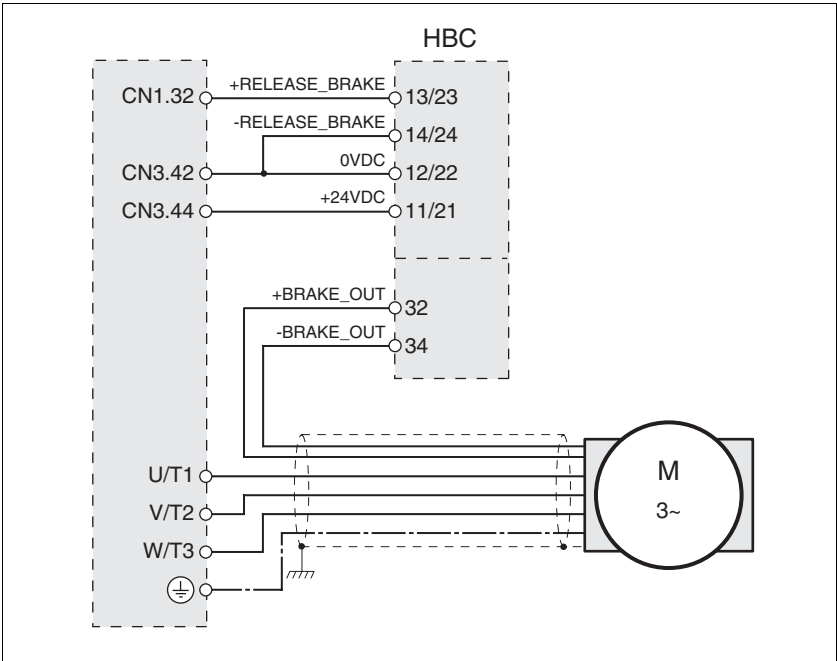 HBC
CN1.32 +RELEASE_BRAKE 13/23
-RELEASE_BRAKE 14/24
CN3.42 0VDC 12/22
CN3.44 +24VDC 11/21
+BRAKE_OUT 32
-BRAKE_OUT 34
U/T1
V/T2
W/T3
M
3~